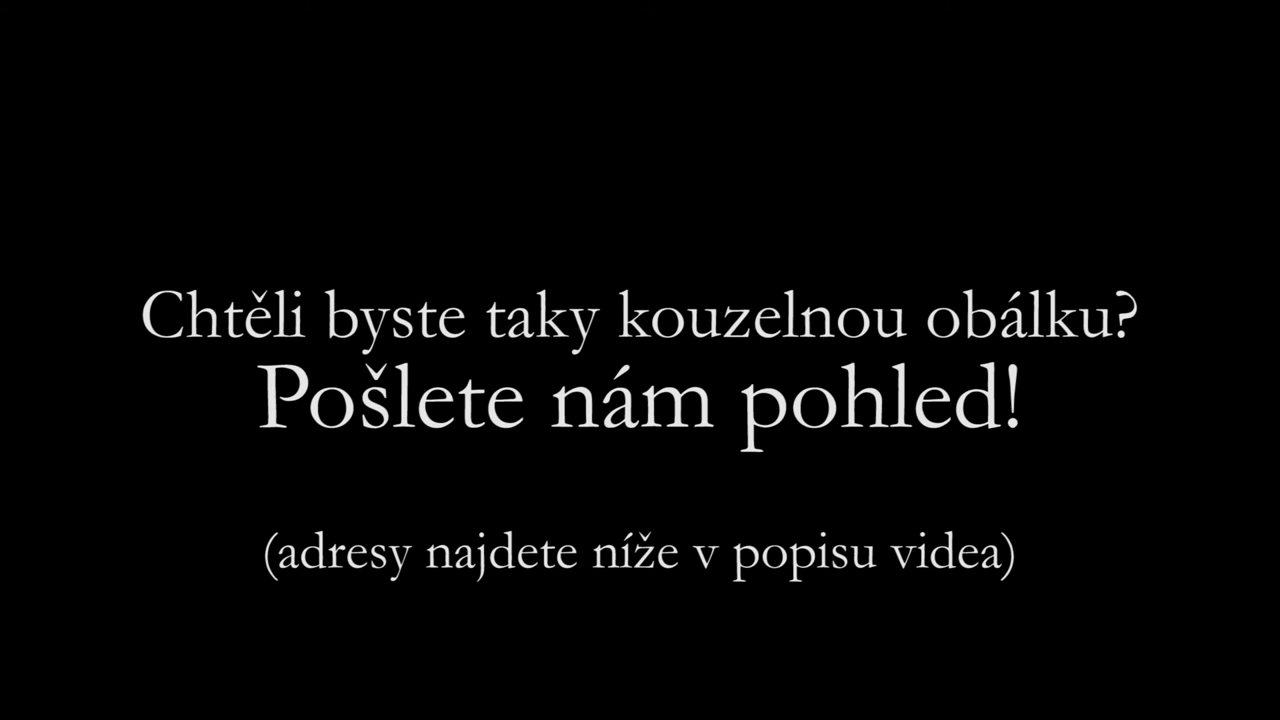 Chtěli byste taky kouzelnou obálku?
Pošlete nám pohled!
(adresy najdete níže v popisu videa)